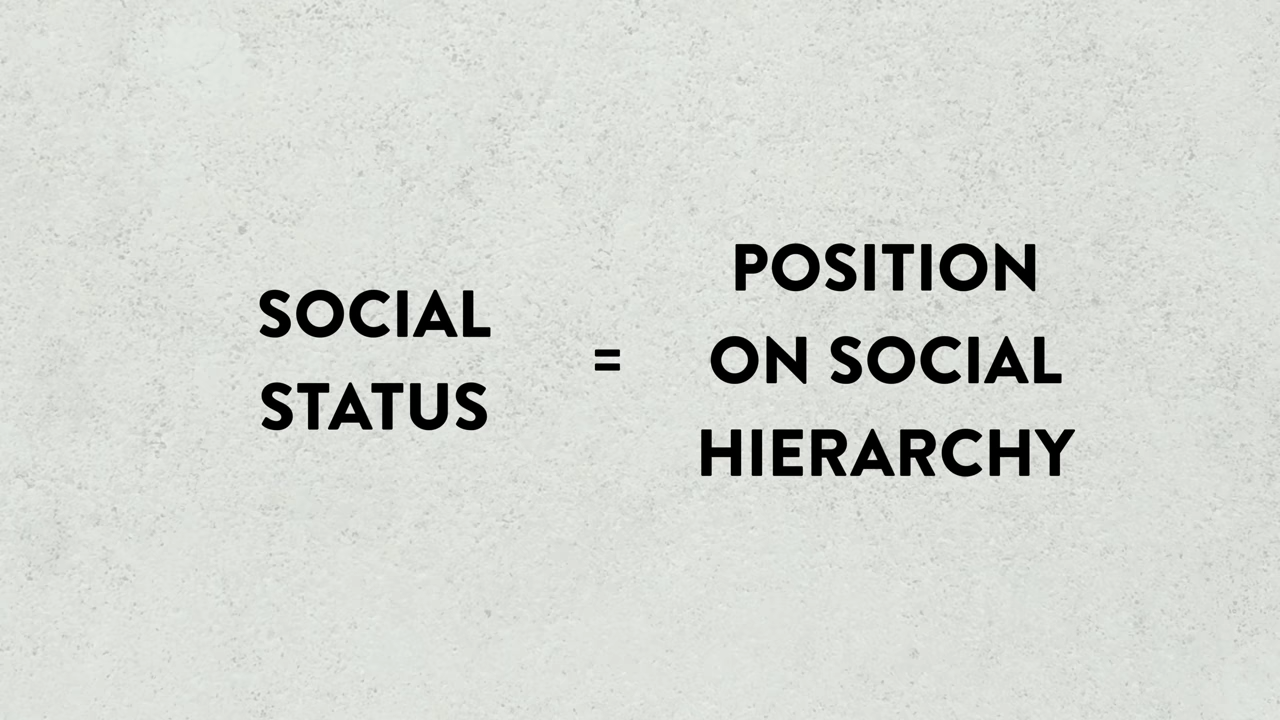 SOCIAL
STATUS
=
POSITION
ON SOCIAL
HIERARCHY